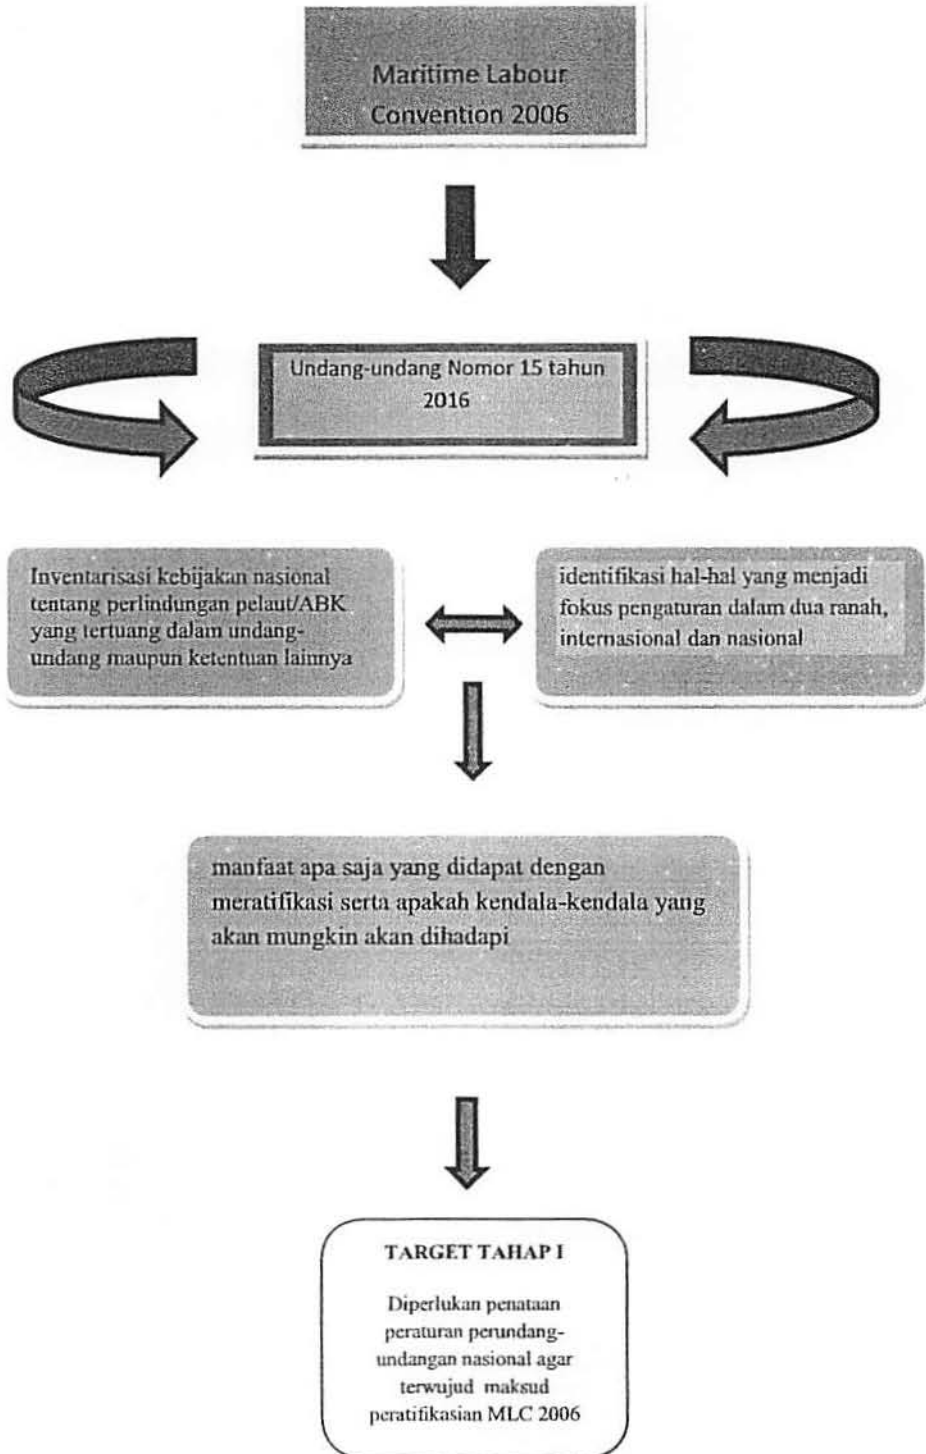 Maritime Labour
Convention 2006
Undang-undang Nomor 15 tahun
2016
Inventarisasi kebijakan nasional
tentang perlindungan pelaut/ABK
yang tertuang dalam undang-
undang maupun ketentuan lainnya
identifikasi hal-hal yang menjadi
fokus pengaturan dalam dua ranah,
internasional dan nasional
manfaat apa saja yang didapat dengan
meratifikasi serta apakah kendala-kendala yang
akan mungkin akan dihadapi
TARGET TAHAP I
Diperlukan penataan
peraturan perundang-
undangan nasional agar
terwujud maksud
peratifikasian MLC 2006